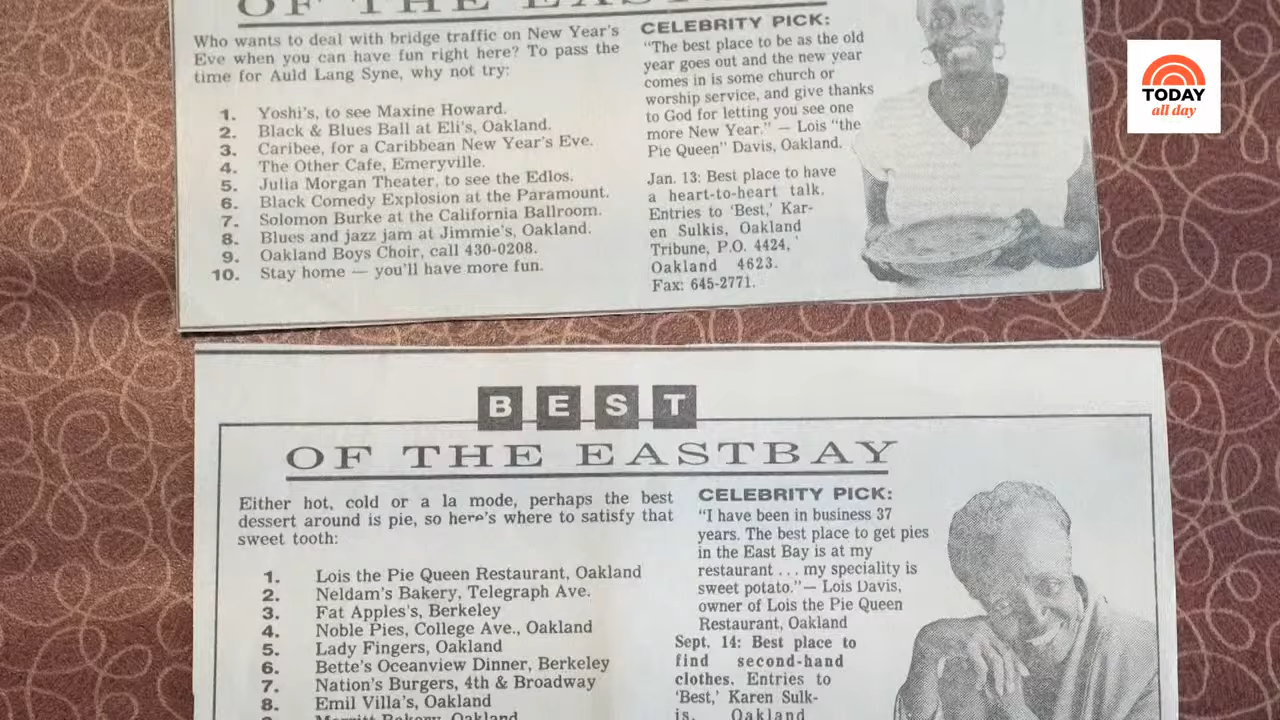 OF THE EAST
Who wants to deal with bridge traffic on New Year's
Eve when you can have fun right here? To pass the
time for Auld Lang Syne, why not try:
1. Yoshi's, to see Maxine Howard.
2. Black & Blues Ball at Eli's, Oakland.
3. Caribee, for a Caribbean New Year's Eve.
4. The Other Cafe, Emeryville.
5. Julia Morgan Theater, to see the Edlos.
6. Black Comedy Explosion at the Paramount.
7. Solomon Burke at the California Ballroom.
8. Blues and jazz jam at Jimmie's, Oakland.
9. Oakland Boys Choir, call 430-0208.
10. Stay home — you'll have more fun.
CELEBRITY PICK:
"The best place to be as the old
year goes out and the new year
comes in is some church or
worship service, and give thanks
to God for letting you see one
more New Year." — Lois "the
Pie Queen" Davis, Oakland.
Jan. 13: Best place to have
a heart-to-heart talk.
Entries to 'Best,' Kar-
en Sulkis, Oakland
Tribune, P.O. 4424,
Oakland 4623.
Fax: 645-2771.
TODAY
all day
BEST
OF THE EASTBAY
Either hot, cold or a la mode, perhaps the best
dessert around is pie, so here's where to satisfy that
sweet tooth:
1. Lois the Pie Queen Restaurant, Oakland
2. Neldam's Bakery, Telegraph Ave.
3. Fat Apples's, Berkeley
4. Noble Pies, College Ave., Oakland
5. Lady Fingers, Oakland
6. Bette's Oceanview Dinner, Berkeley
7. Nation's Burgers, 4th & Broadway
8. Emil Villa's, Oakland
Merritt Bakery, Oakland
CELEBRITY PICK:
"I have been in business 37
years. The best place to get pies
in the East Bay is at my
restaurant . . . my speciality is
sweet potato."— Lois Davis,
owner of Lois the Pie Queen
Restaurant, Oakland
Sept. 14: Best place to
find second-hand
clothes. Entries to
'Best,' Karen Sulk-
is, Oakland